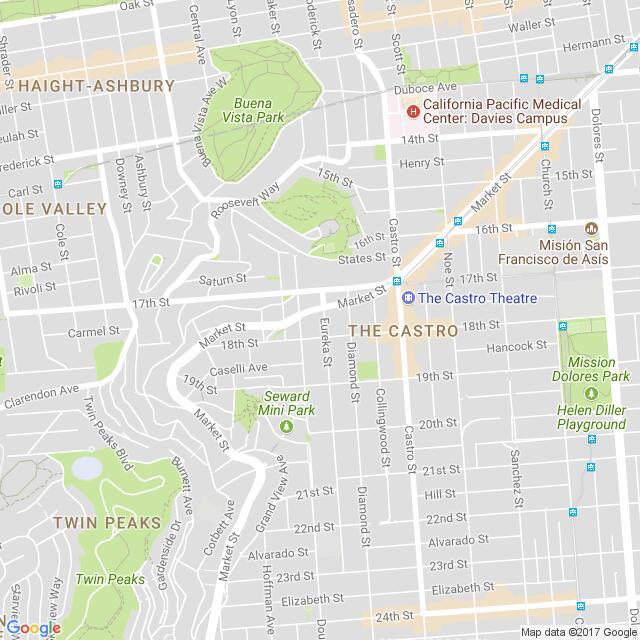 Oak St
Central Ave
Lyon St
Baker St
Broderick St
Scott St
Waller St
Hermann St
Shrader St
HAIGHT-ASHBURY
Buena Vista Ave W
Buena
Vista Park
Duboce Ave
California Pacific Medical
Center: Davies Campus
Dolores St
14th St
Henry St
Frederick St
Ashbury St
Downey St
Carl St
15th St
15th St
Church St
Market St
Roosevelt Way
Cole St
Castro St
16th St
16th St
States St
Misión San
Francisco de Asís
Noe St
Alma St
Rivoli St
Saturn St
17th St
17th St
Market St
The Castro Theatre
Carmel St
Market St
18th St
Eureka St
Diamond St
THE CASTRO
18th St
Hancock St
Caselli Ave
19th St
19th St
Mission
Dolores Park
Clarendon Ave
Seward
Mini Park
Collingwood St
Helen Diller
Playground
Twin Peaks Blvd
Market St
20th St
Castro St
Burnett Ave
Grand View Ave
21st St
21st St
Sanchez St
Hill St
Diamond St
TWIN PEAKS
Corbett Ave
Market St
Gardenside Dr
22nd St
22nd St
Alvarado St
Alvarado St
Twin Peaks
Hoffman Ave
23rd St
23rd St
Elizabeth St
Elizabeth St
24th St
Google
Map data ©2017 Google